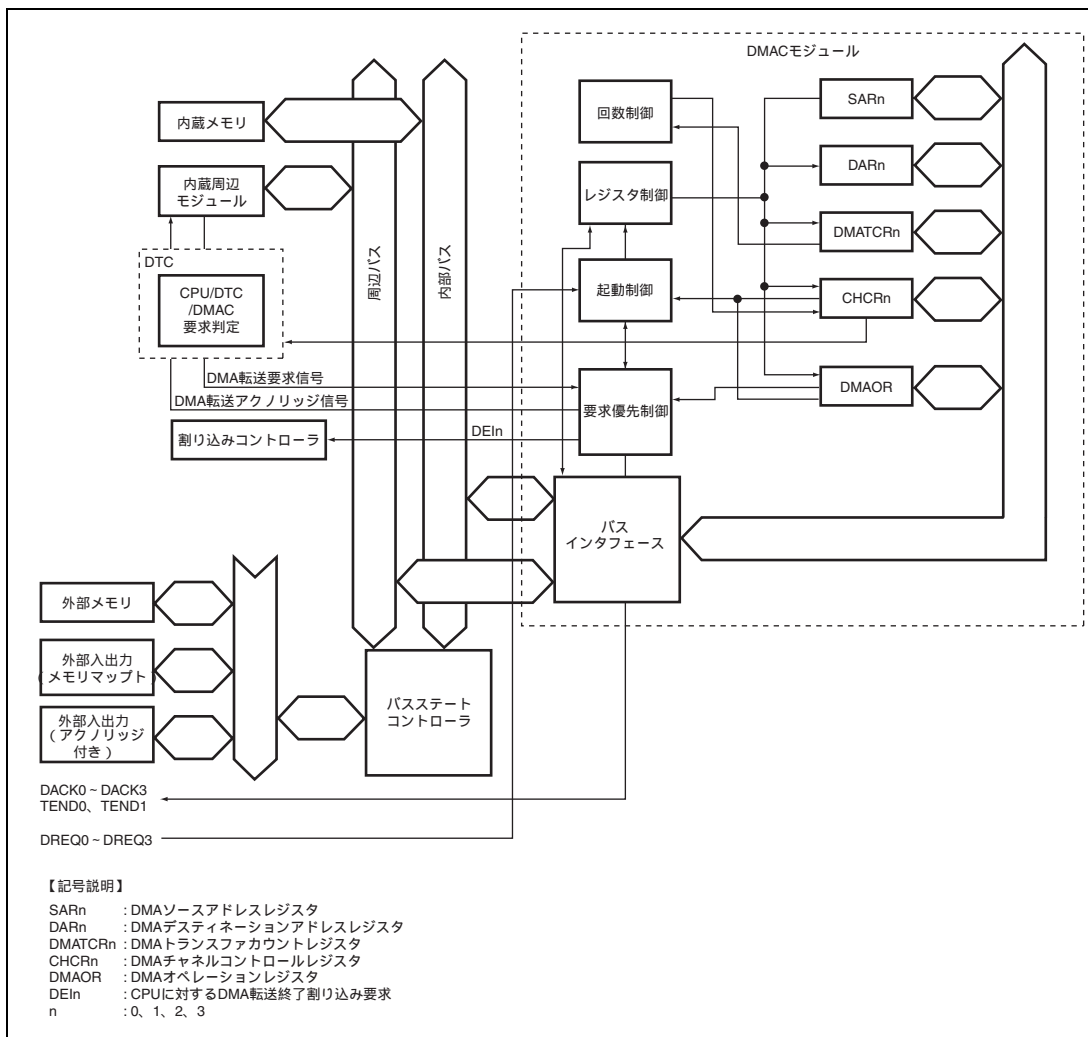 DMACモジュール
内蔵メモリ
内蔵周辺
モジュール
DTC
CPU/DTC
/DMAC
要求判定
周辺バス
内部バス
回数制御
レジスタ制御
起動制御
要求優先制御
SARn
DARn
DMATCRn
CHCRn
DMAOR
DMA転送要求信号
DMA転送アクノリッジ信号
DEIn
割り込みコントローラ
バス
インタフェース
外部メモリ
外部入出力
(メモリマップト)
外部入出力
(アクノリッジ
付き)
バスステート
コントローラ
DACK0~DACK3
TEND0、TEND1
DREQ0~DREQ3
【記号説明】
SARn :DMAソースアドレスレジスタ
DARn :DMAデスティネーションアドレスレジスタ
DMATCRn :DMAトランスファカウントレジスタ
CHCRn :DMAチャネルコントロールレジスタ
DMAOR :DMAオペレーションレジスタ
DEIn :CPUに対するDMA転送終了割り込み要求
n :0、1、2、3